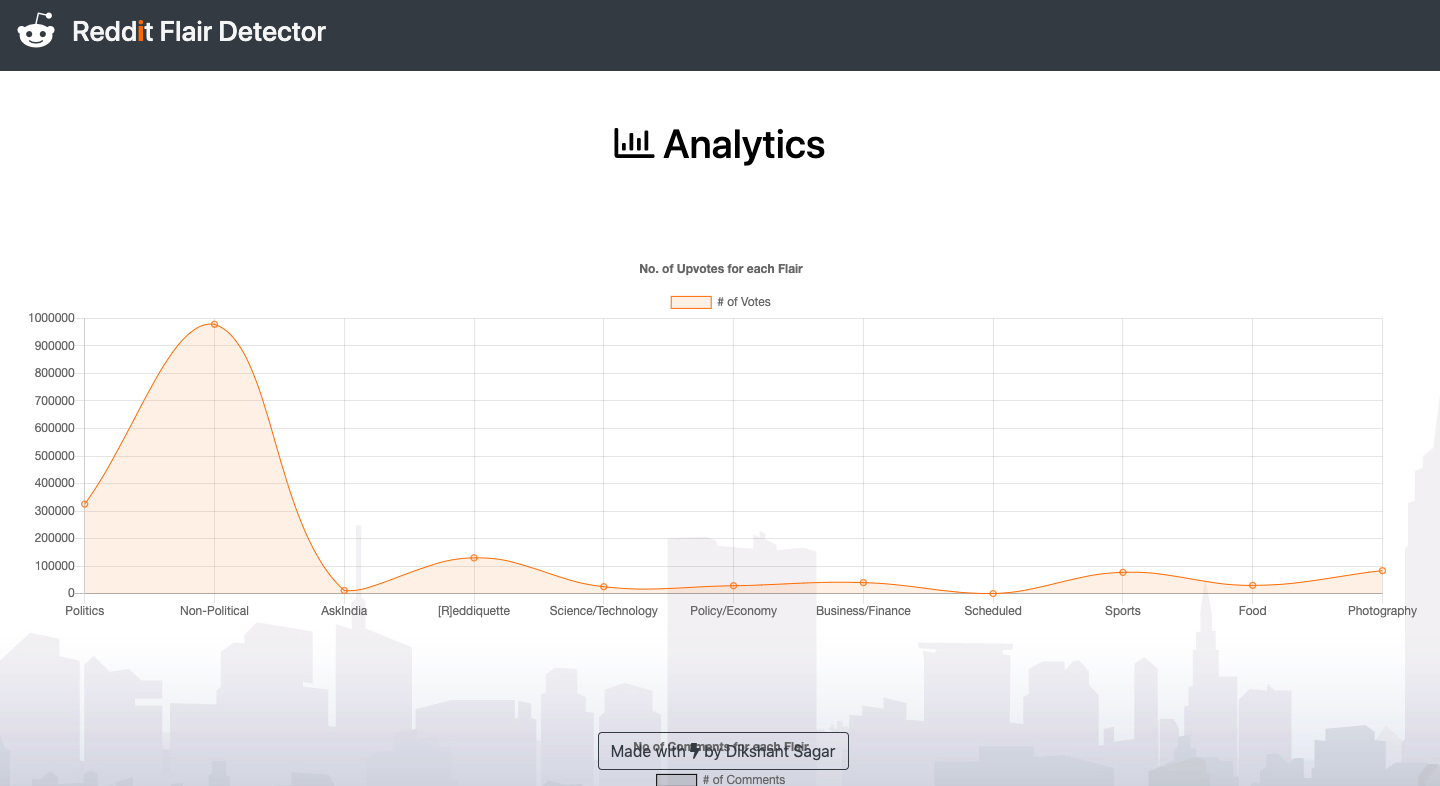 Reddit Flair Detector
Analytics
No. of Upvotes for each Flair
# of Votes
1000000
900000
800000
700000
600000
500000
400000
300000
200000
100000
0
Politics Non-Political AskIndia [R]eddiquette Science/Technology Policy/Economy Business/Finance Scheduled Sports Food Photography
No of Comments for each Flair
Made with by Dikshant Sagar
# of Comments